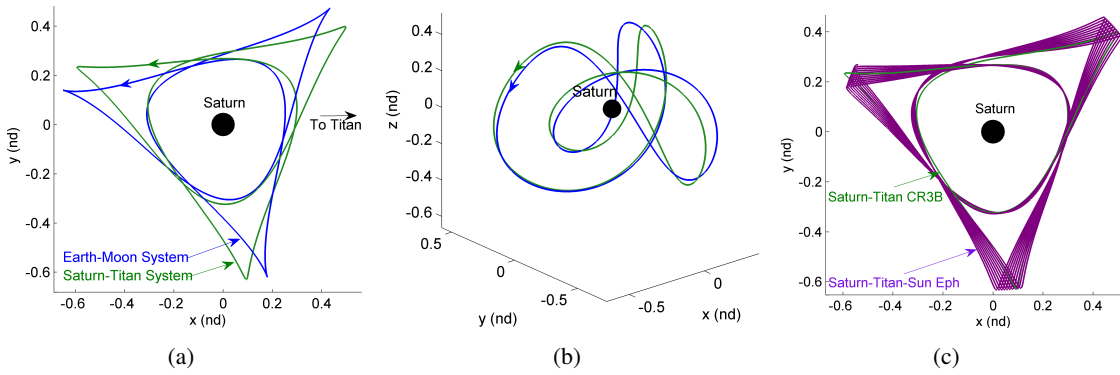 0.4
0.2
0
-0.2
-0.4
-0.6
y (nd)
-0.6 -0.4 -0.2 0 0.2 0.4
x (nd)
Saturn
To Titan
Earth-Moon System
Saturn-Titan System
(a)
0.4
0.2
0
-0.2
-0.4
-0.6
z (nd)
Saturn
0.5
0
-0.5
y (nd)
-0.5
0
x (nd)
(b)
0.4
0.2
0
-0.2
-0.4
-0.6
y (nd)
-0.6 -0.4 -0.2 0 0.2 0.4
x (nd)
Saturn
Saturn-Titan CR3B
Saturn-Titan-Sun Eph
(c)